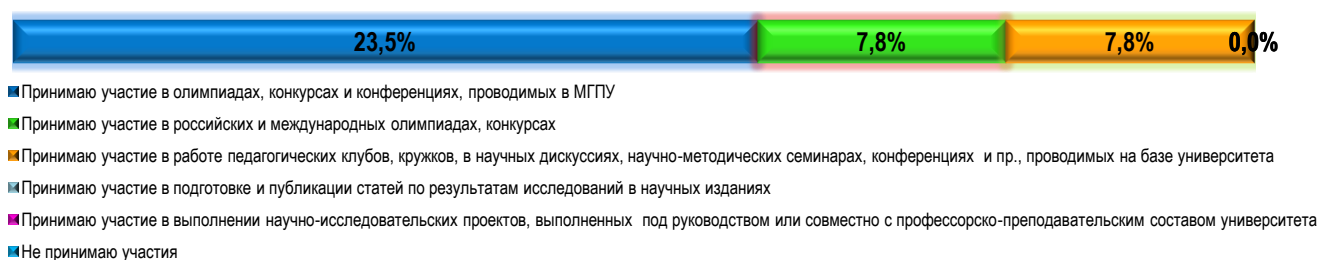 23,5% 7,8% 7,8% 0,0%
Принимаю участие в олимпиадах, конкурсах и конференциях, проводимых в МГПУ
Принимаю участие в российских и международных олимпиадах, конкурсах
Принимаю участие в работе педагогических клубов, кружков, в научных дискуссиях, научно-методических семинарах, конференциях и пр., проводимых на базе университета
Принимаю участие в подготовке и публикации статей по результатам исследований в научных изданиях
Принимаю участие в выполнении научно-исследовательских проектов, выполненных под руководством или совместно с профессорско-преподавательским составом университета
Не принимаю участия